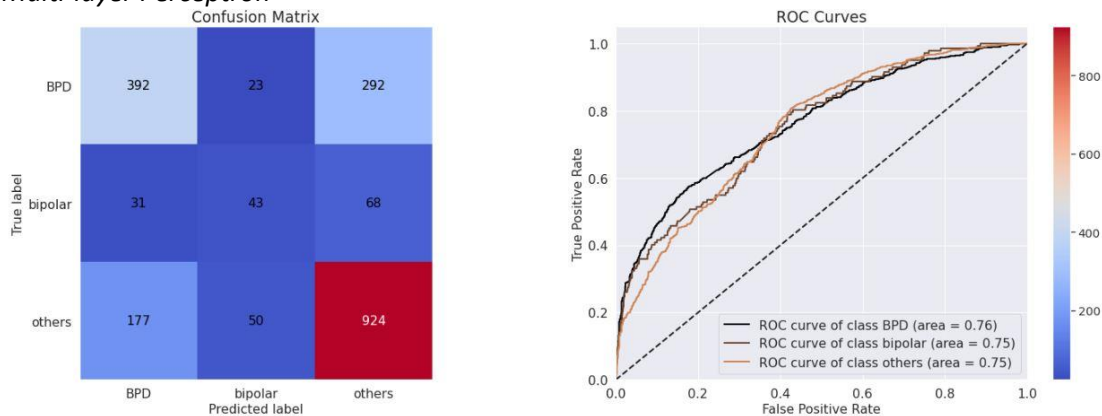 Multi-layer Perceptron
Confusion Matrix
BPD
bipolar
others
True label
392 23 292
31 43 68
177 50 924
BPD bipolar others
Predicted label
ROC Curves
True Positive Rate
1.0
0.8
0.6
0.4
0.2
0.0
0.0 0.2 0.4 0.6 0.8 1.0
False Positive Rate
ROC curve of class BPD (area = 0.76)
ROC curve of class bipolar (area = 0.75)
ROC curve of class others (area = 0.75)
800
600
400
200